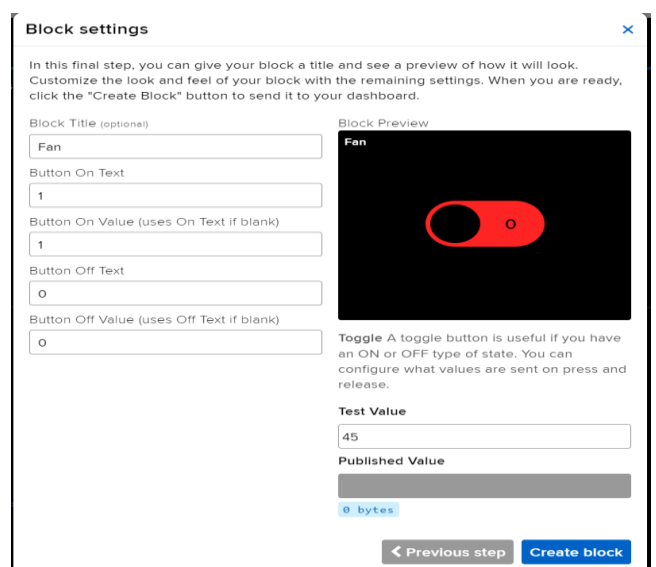 Block settings
×
In this final step, you can give your block a title and see a preview of how it will look.
Customize the look and feel of your block with the remaining settings. When you are ready,
click the "Create Block" button to send it to your dashboard.
Block Title (optional)
Fan
Button On Text
1
Button On Value (uses On Text if blank)
1
Button Off Text
0
Button Off Value (uses Off Text if blank)
0
Block Preview
Fan
0
Toggle A toggle button is useful if you have
an ON or OFF type of state. You can
configure what values are sent on press and
release.
Test Value
45
Published Value
0 bytes
Previous step
Create block